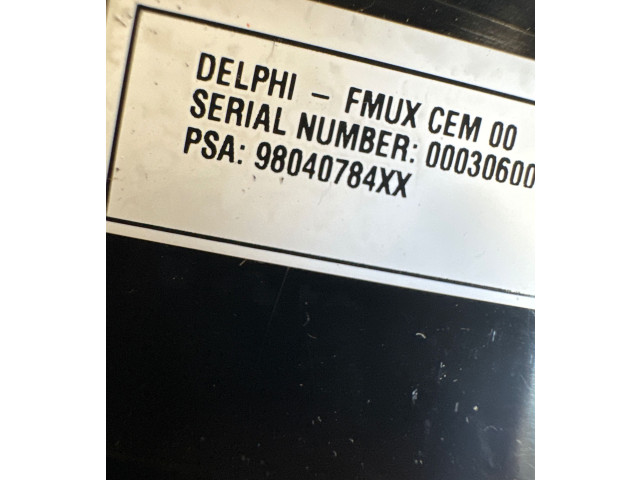 DELPHI – FMUX CEM 00
SERIAL NUMBER: 00030600
PSA: 98040784XX